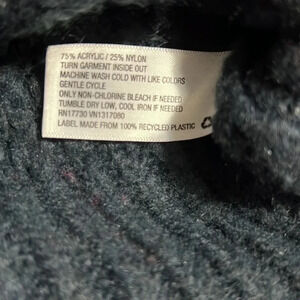 75% ACRYLIC / 25% NYLON
TURN GARMENT INSIDE OUT
MACHINE WASH COLD WITH LIKE COLORS
GENTLE CYCLE
ONLY NON-CHLORINE BLEACH IF NEEDED
TUMBLE DRY LOW, COOL IRON IF NEEDED
RN17730 VN1317080
LABEL MADE FROM 100% RECYCLED PLASTIC